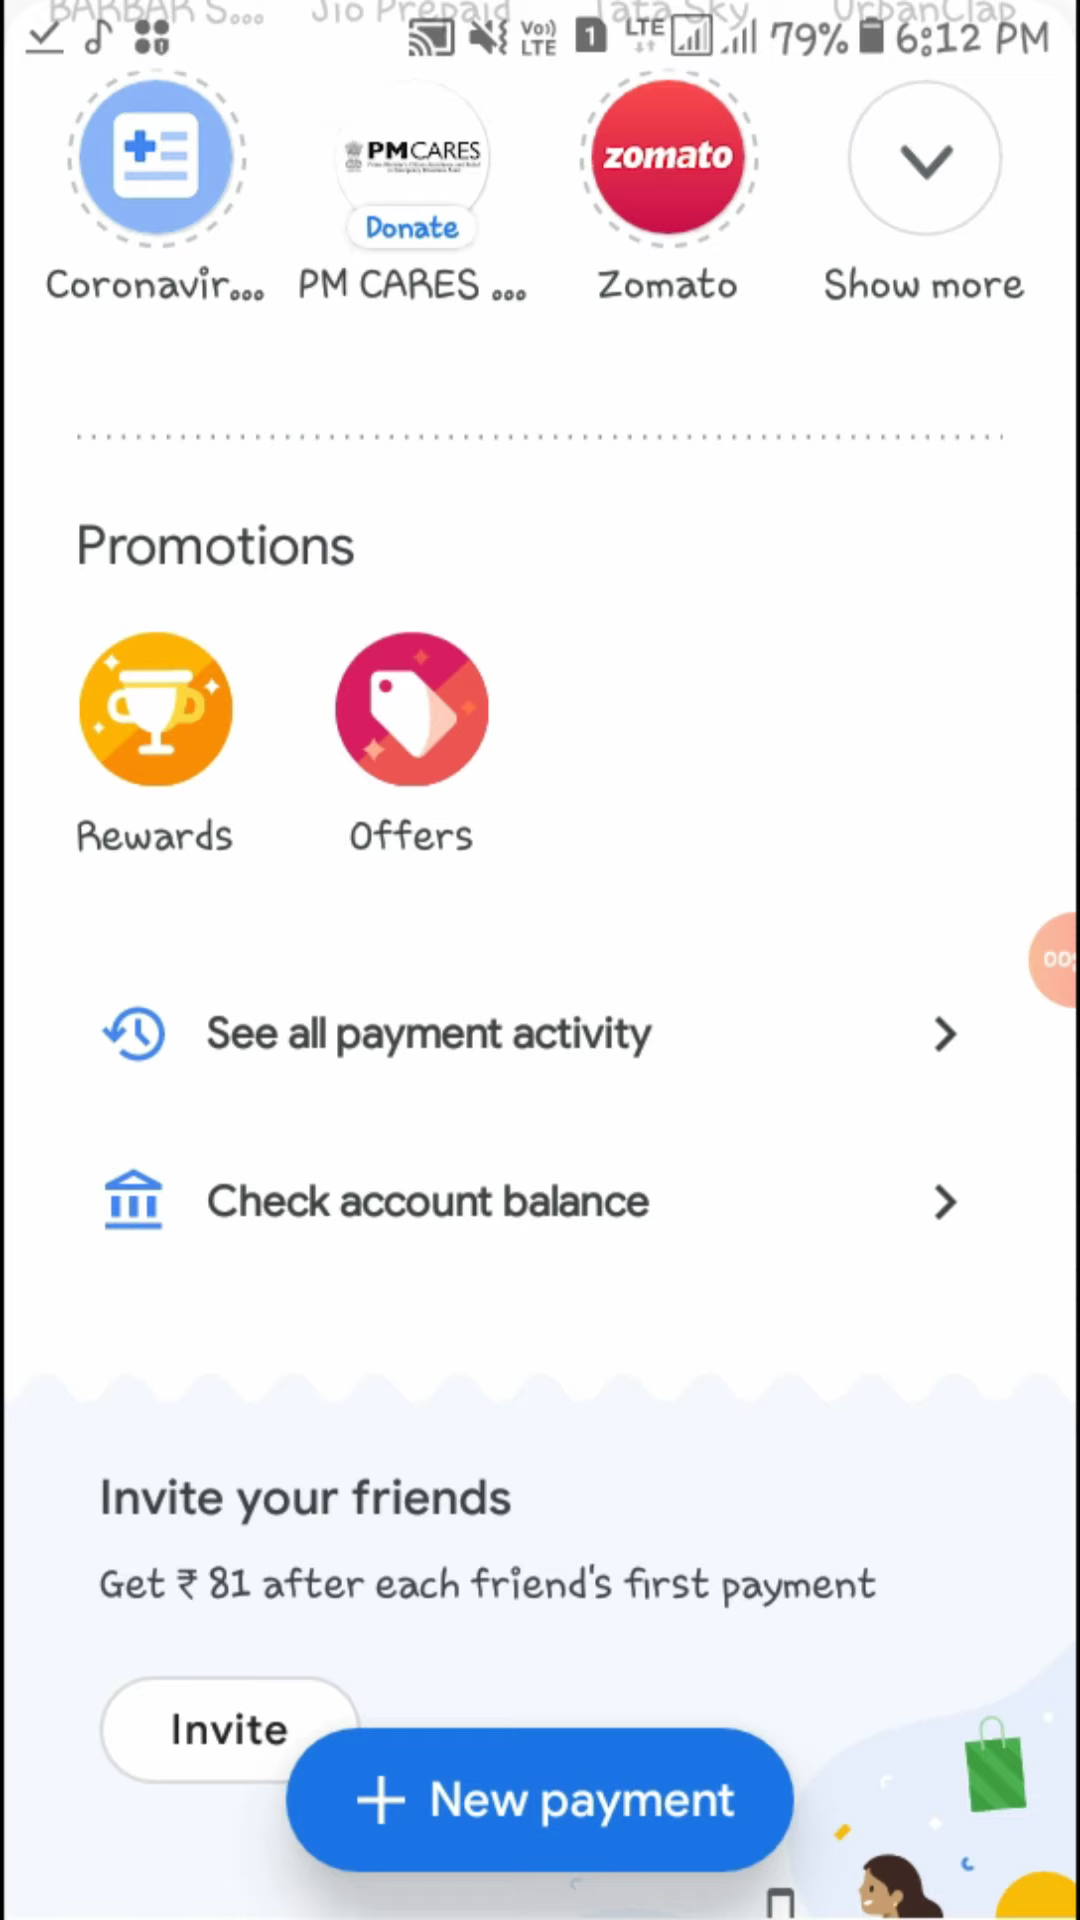 BARBAR S... Jio Prepaid Tata Sky UrbanClap
Vo)) LTE 1 LTE 79% 6:12 PM
PMCARES
zomato
Donate
Coronavir... PM CARES ... Zomato Show more
Promotions
Rewards Offers
00:
See all payment activity
Check account balance
Invite your friends
Get ₹ 81 after each friend's first payment
Invite
+ New payment